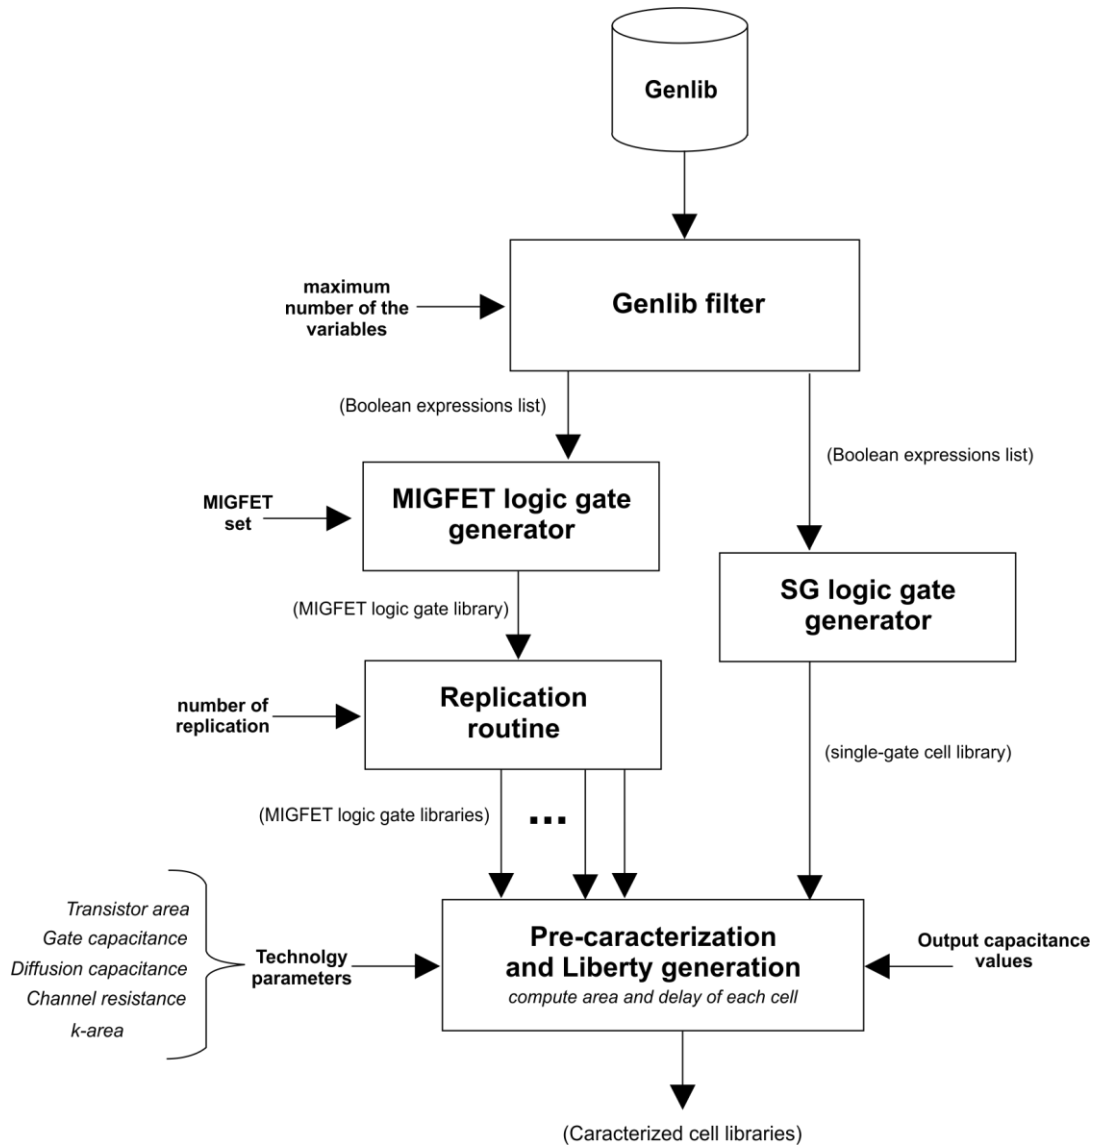 Genlib
maximum
number of the
variables
Genlib filter
(Boolean expressions list)
(Boolean expressions list)
MIGFET
set
MIGFET logic gate
generator
SG logic gate
generator
(MIGFET logic gate library)
number of
replication
Replication
routine
(single-gate cell library)
(MIGFET logic gate libraries)
...
Transistor area
Gate capacitance
Diffusion capacitance
Channel resistance
k-area
Technolgy
parameters
Pre-caracterization
and Liberty generation
compute area and delay of each cell
Output capacitance
values
(Caracterized cell libraries)